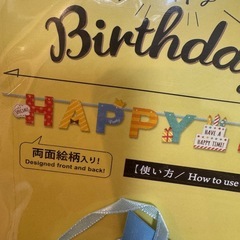 Birthda
HAPPY
HAVE A
HAPPY TIME!
両面絵柄入り!
Designed front and back!
【使い方／How to use